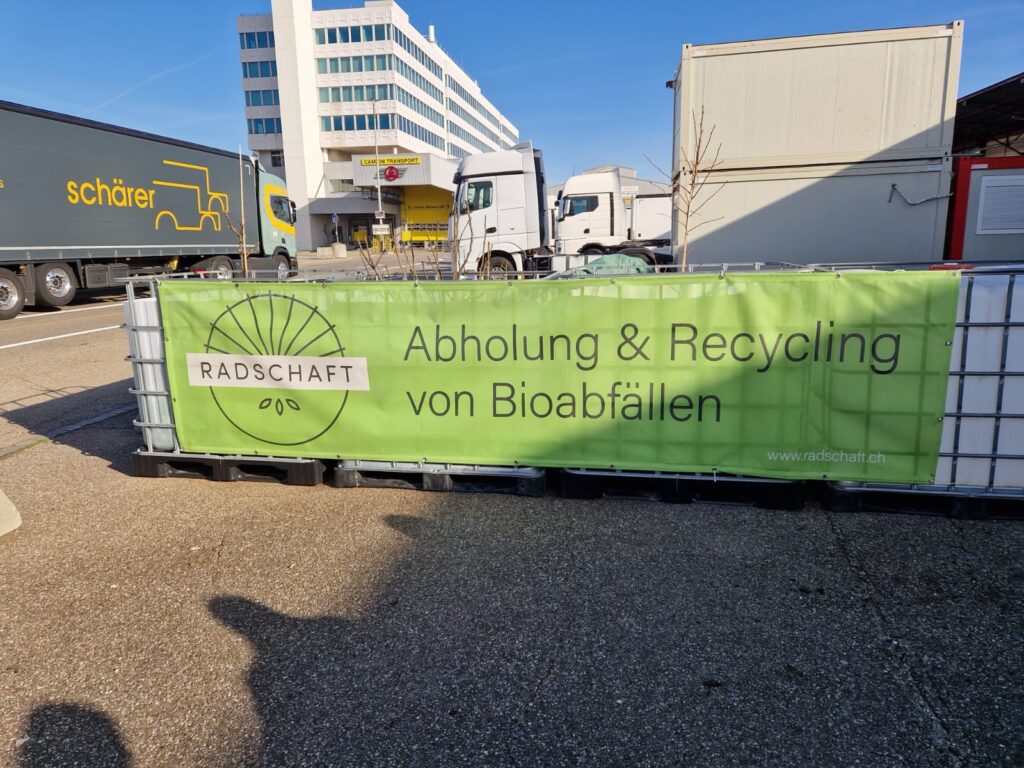 schärer
CAMION TRANSPORT
RADSCHAFT
Abholung & Recycling
von Bioabfällen
www.radschaft.ch